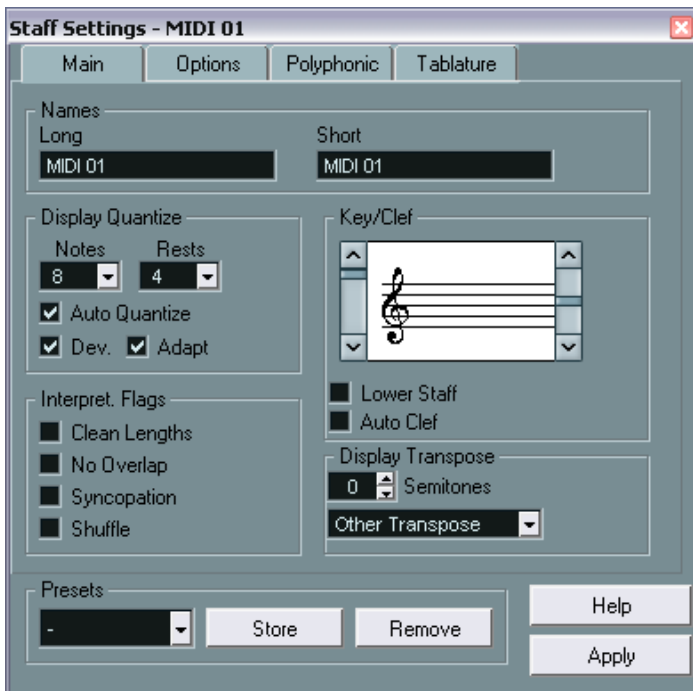 Staff Settings - MIDI 01
Main Options Polyphonic Tablature
Names
Long Short
MIDI 01 MIDI 01
Display Quantize
Notes Rests
8 4
Auto Quantize
Dev. Adapt
Key/Clef
Lower Staff
Auto Clef
Interpret. Flags
Clean Lengths
No Overlap
Syncopation
Shuffle
Display Transpose
0 Semitones
Other Transpose
Presets
- Store Remove
Help
Apply